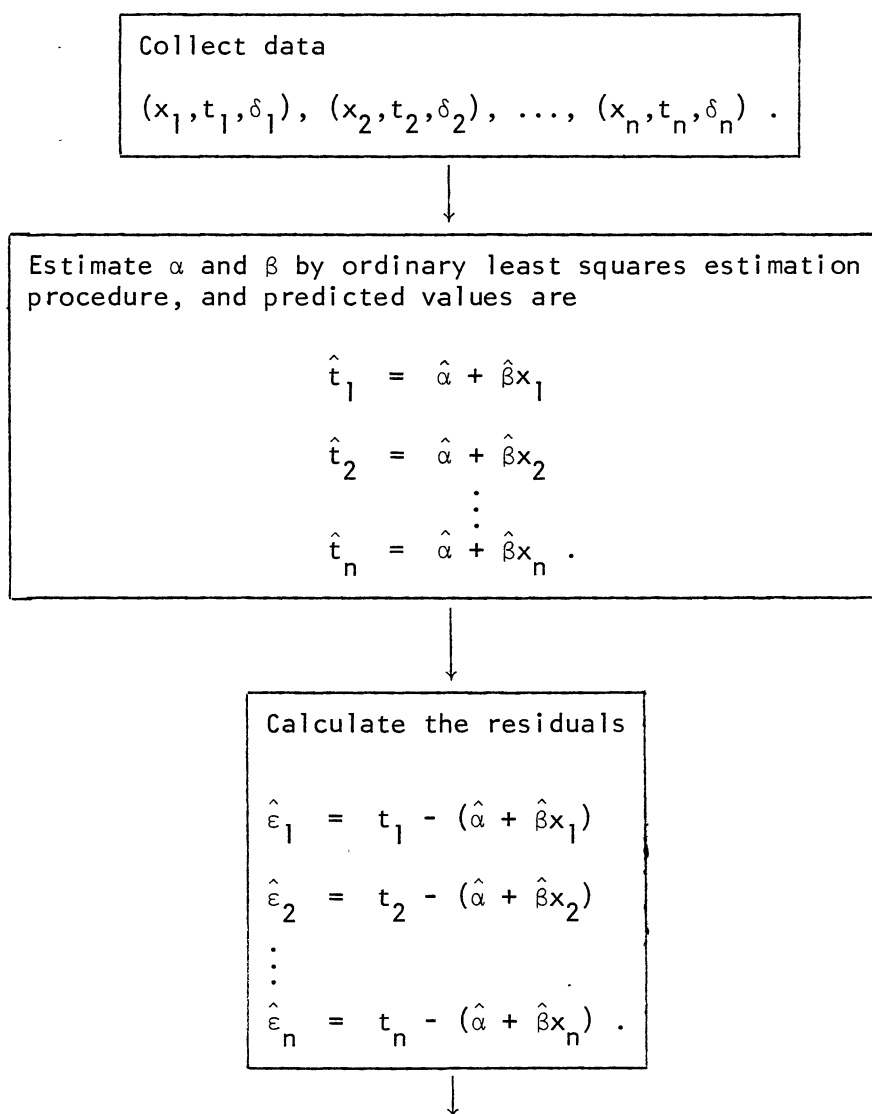 Collect data
(x₁,t₁,δ₁), (x₂,t₂,δ₂), ..., (xₙ,tₙ,δₙ) .
Estimate α and β by ordinary least squares estimation
procedure, and predicted values are
t̂₁ = α̂ + β̂x₁
t̂₂ = α̂ + β̂x₂
⋮
t̂ₙ = α̂ + β̂xₙ .
Calculate the residuals
ε̂₁ = t₁ - (α̂ + β̂x₁)
ε̂₂ = t₂ - (α̂ + β̂x₂)
⋮
ε̂ₙ = tₙ - (α̂ + β̂xₙ) .